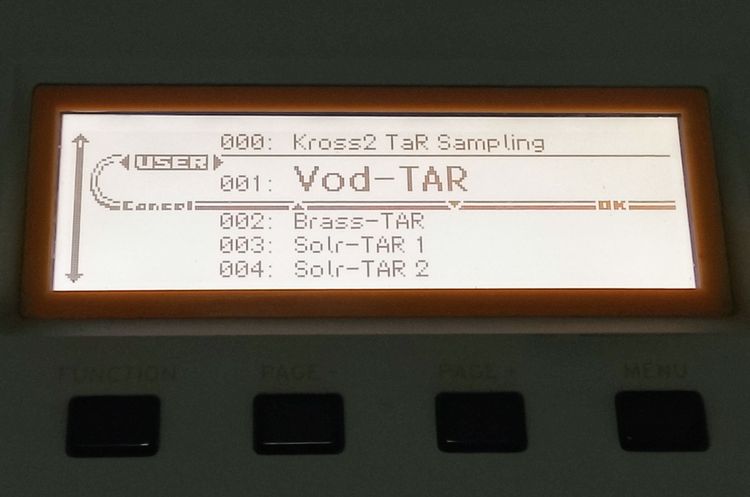 000: Kross2 TaR Sampling
USER
001: Vod-TAR
Cancel OK
002: Brass-TAR
003: Solr-TAR 1
004: Solr-TAR 2
FUNCTION PAGE - PAGE + MENU